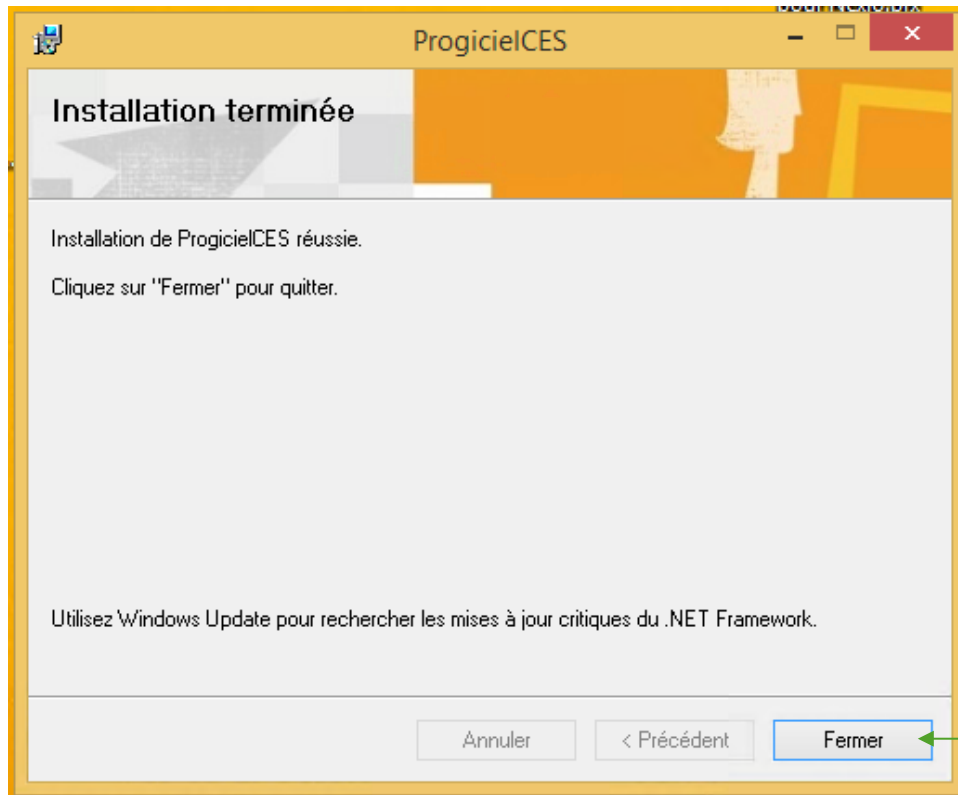 ProgicielCES
Installation terminée
Installation de ProgicielCES réussie.
Cliquez sur "Fermer" pour quitter.
Utilisez Windows Update pour rechercher les mises à jour critiques du .NET Framework.
Annuler
< Précédent
Fermer